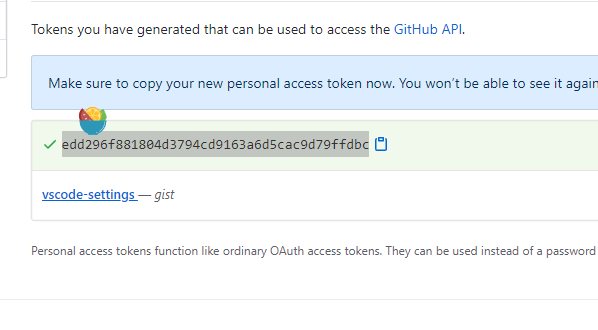 Tokens you have generated that can be used to access the GitHub API.
Make sure to copy your new personal access token now. You won't be able to see it again
edd296f881804d3794cd9163a6d5cac9d79ffdbc
vscode-settings — gist
Personal access tokens function like ordinary OAuth access tokens. They can be used instead of a password